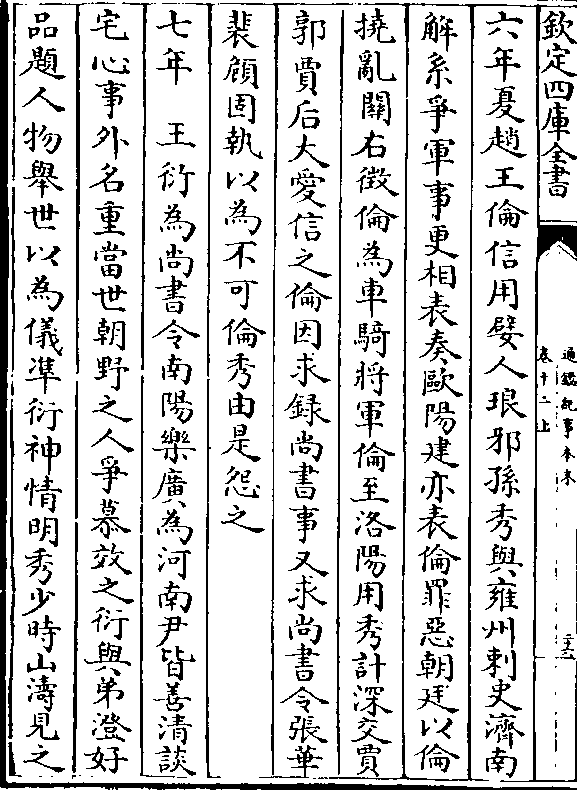 欽定四庫全書
通鑑紀事本末
卷十二上
六年夏趙王倫信用嬖人琅邪孫秀與雍州刺史濟南
解系爭軍事更相表奏歐陽建亦表倫罪惡朝廷以倫
撓亂關右徵倫為車騎將軍倫至洛陽用秀計深交賈
郭賈后大愛信之倫因求録尚書事又求尚書令張華
裴頠固執以為不可倫秀由是怨之
七年 王衍為尚書令南陽樂廣為河南尹皆善清談
宅心事外名重當世朝野之人爭慕效之衍與弟澄好
品題人物舉世以為儀準衍神情明秀少時山濤見之